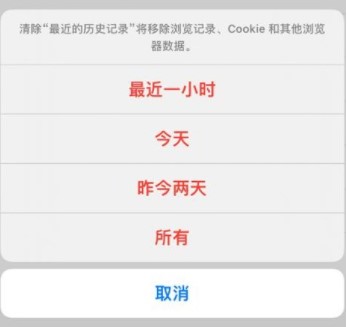 清除“最近的历史记录”将移除浏览记录、Cookie 和其他浏览
器数据。
最近一小时
今天
昨今两天
所有
取消